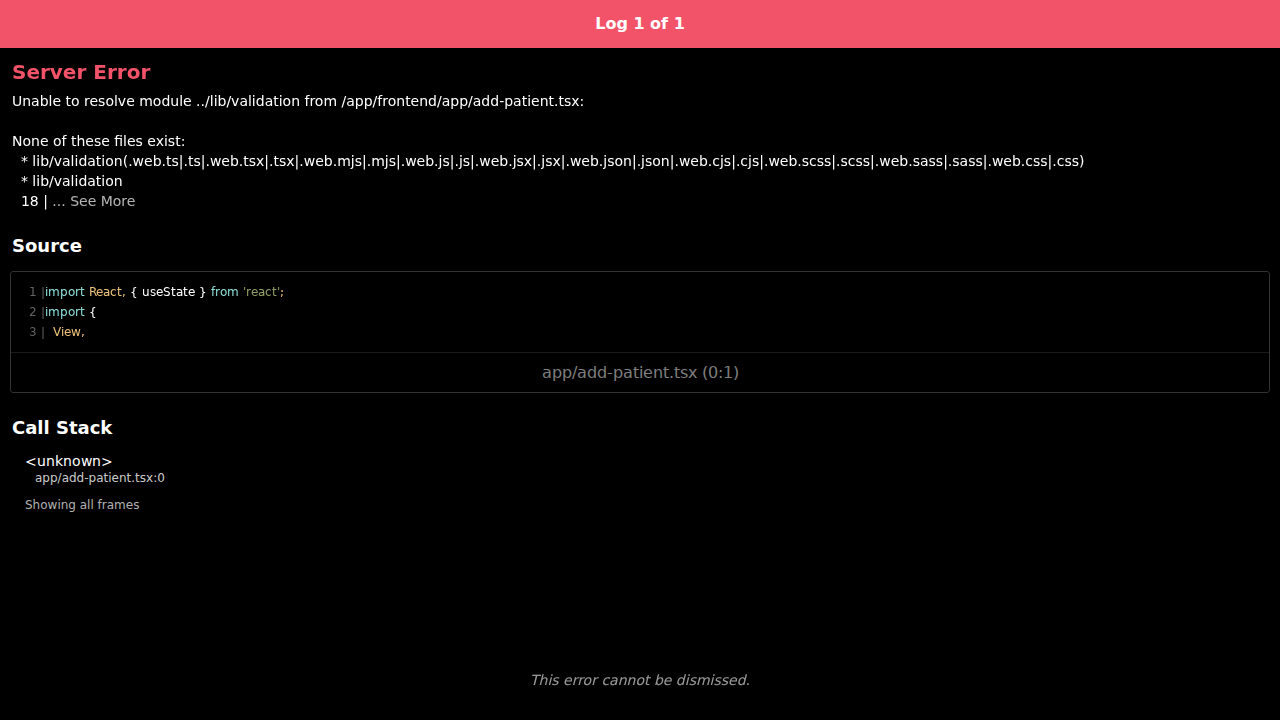 Log 1 of 1
Server Error
Unable to resolve module ../lib/validation from /app/frontend/app/add-patient.tsx:
None of these files exist:
* lib/validation(.web.ts|.ts|.web.tsx|.tsx|.web.mjs|.mjs|.web.js|.js|.web.jsx|.jsx|.web.json|.json|.web.cjs|.cjs|.web.scss|.scss|.web.sass|.sass|.web.css|.css)
* lib/validation
18 | ... See More
Source
1 |import React, { useState } from 'react';
2 |import {
3 |  View,
app/add-patient.tsx (0:1)
Call Stack
<unknown>
app/add-patient.tsx:0
Showing all frames
This error cannot be dismissed.